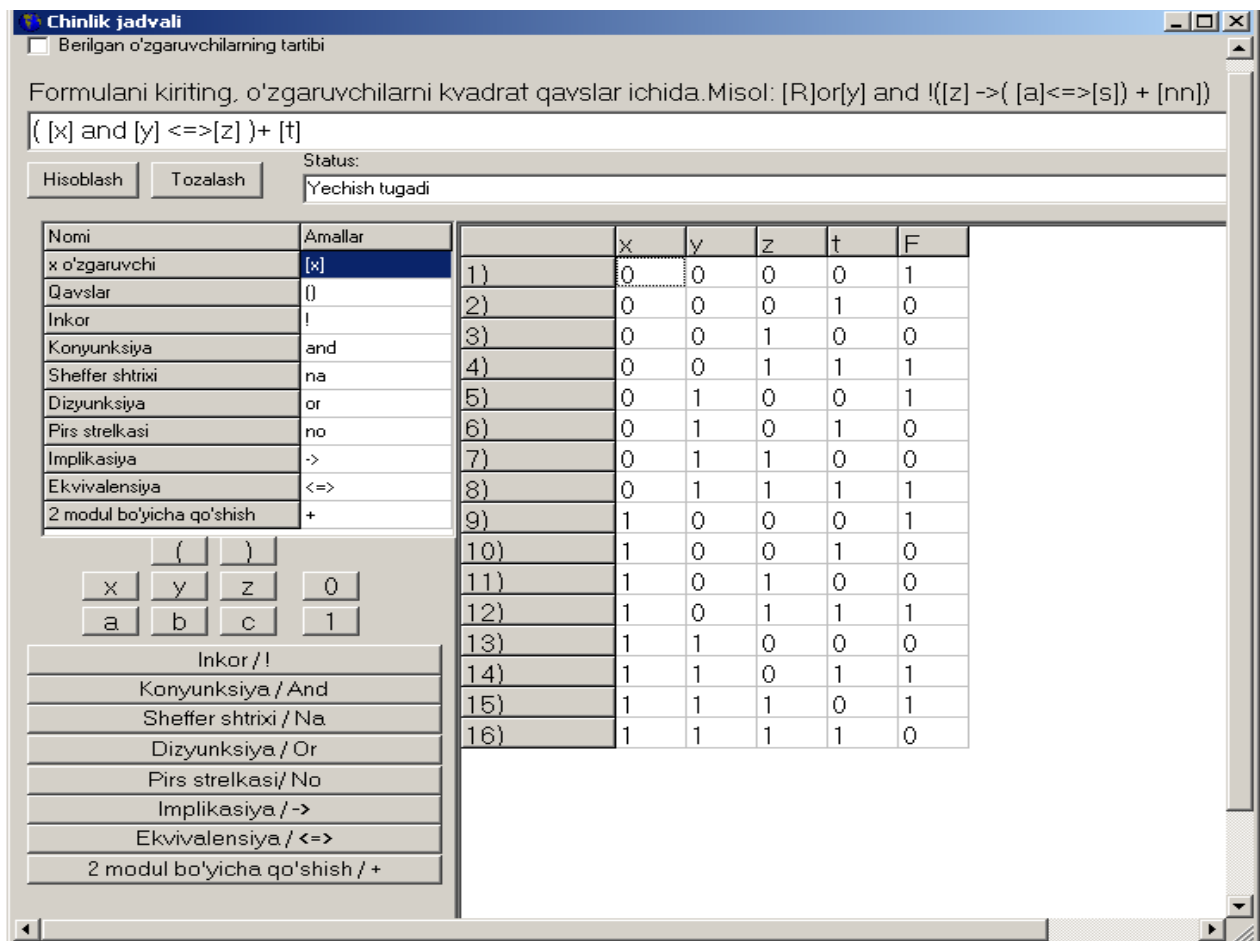 Chinlik jadvali
Berilgan o'zgaruvchilarning tartibi
Formulani kiriting, o'zgaruvchilarni kvadrat qavslar ichida.Misol: [R]or[y] and !([z] ->( [a]<=>[s]) + [nn])
( [x] and [y] <=>[z] )+ [t]
Hisoblash Tozalash
Status:
Yechish tugadi
Nomi Amallar
x o'zgaruvchi [x]
Qavslar ()
Inkor !
Konyunksiya and
Sheffer shtrixi na
Dizyunksiya or
Pirs strelkasi no
Implikasiya ->
Ekvivalensiya <=>
2 modul bo'yicha qo'shish +
( )
x y z 0
a b c 1
Inkor / !
Konyunksiya / And
Sheffer shtrixi / Na
Dizyunksiya / Or
Pirs strelkasi/ No
Implikasiya / ->
Ekvivalensiya / <=>
2 modul bo'yicha qo'shish / +
x y z t F
1) 0 0 0 0 1
2) 0 0 0 1 0
3) 0 0 1 0 0
4) 0 0 1 1 1
5) 0 1 0 0 1
6) 0 1 0 1 0
7) 0 1 1 0 0
8) 0 1 1 1 1
9) 1 0 0 0 1
10) 1 0 0 1 0
11) 1 0 1 0 0
12) 1 0 1 1 1
13) 1 1 0 0 0
14) 1 1 0 1 1
15) 1 1 1 0 1
16) 1 1 1 1 0